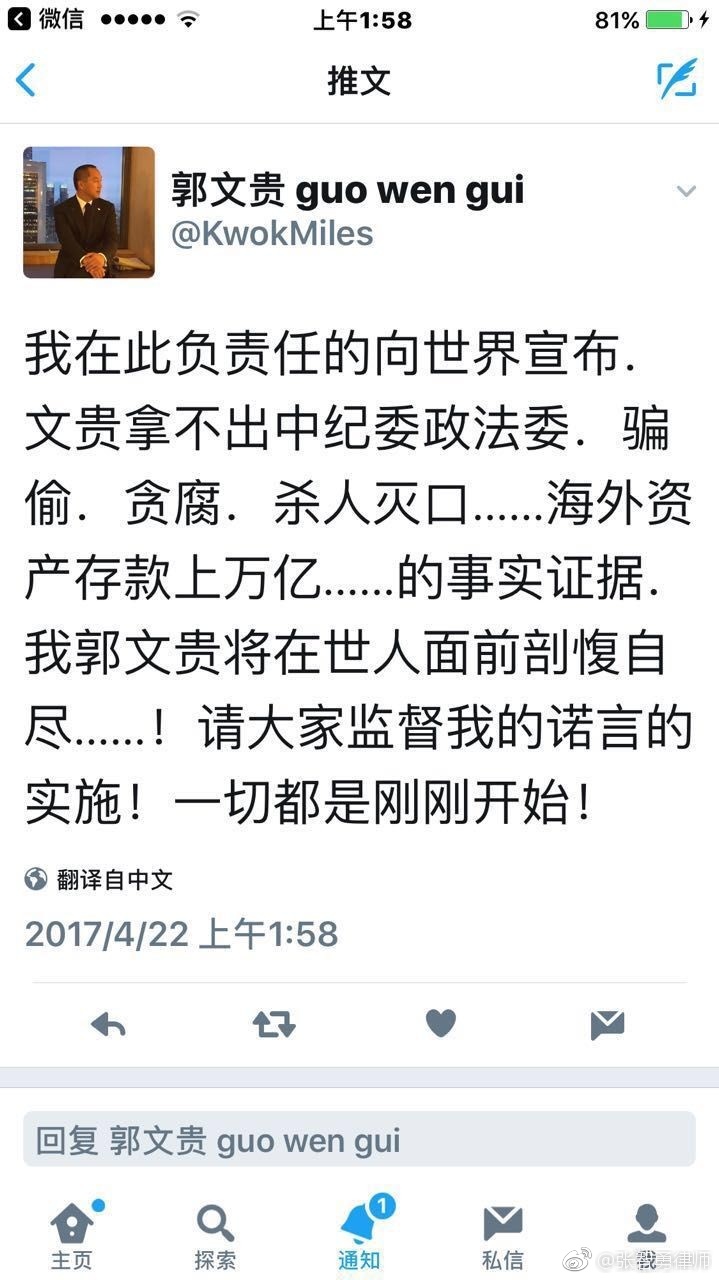 微信
上午1:58
81%
推文
郭文贵 guo wen gui
@KwokMiles
我在此负责任的向世界宣布．
文贵拿不出中纪委政法委．骗
偷．贪腐．杀人灭口......海外资
产存款上万亿......的事实证据．
我郭文贵将在世人面前剖愎自
尽......！请大家监督我的诺言的
实施！一切都是刚刚开始！
翻译自中文
2017/4/22 上午1:58
回复 郭文贵 guo wen gui
1
主页
探索
通知
私信